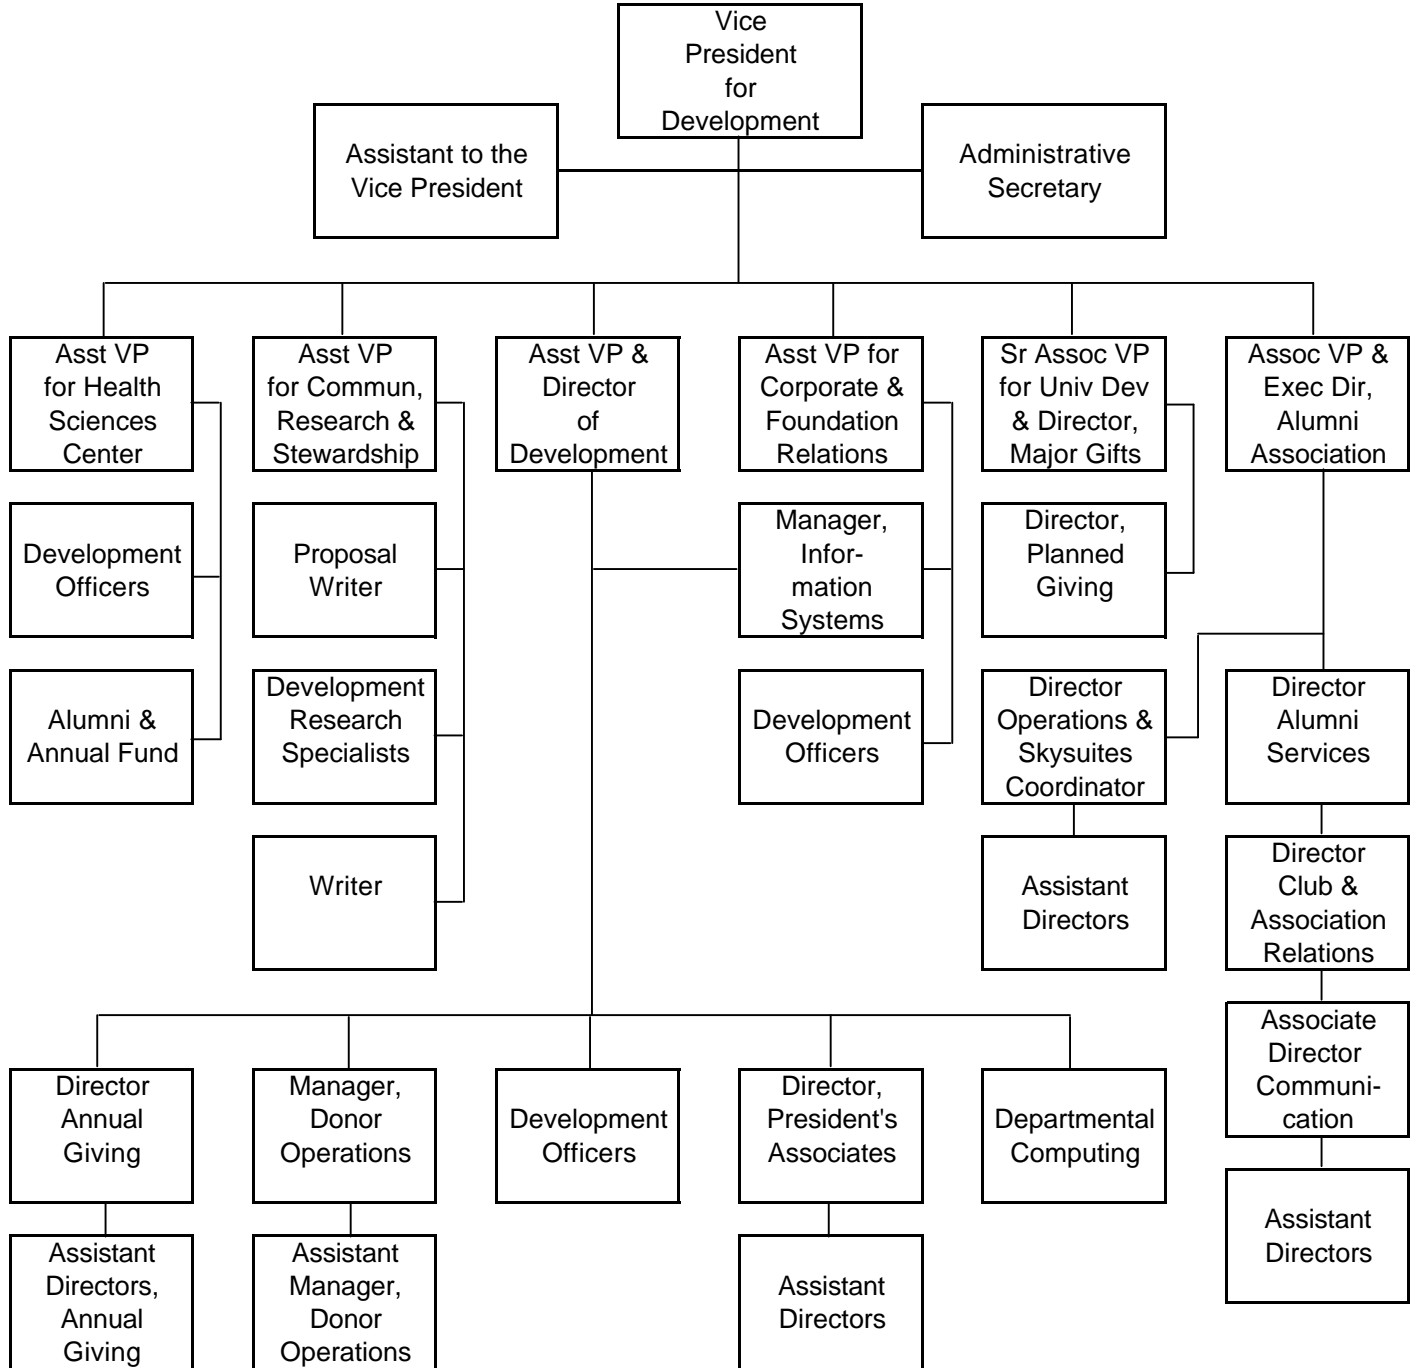 Vice
President
for
Development
Assistant to the
Vice President
Administrative
Secretary
Asst VP
for Health
Sciences
Center
Asst VP
for Commun,
Research &
Stewardship
Asst VP &
Director
of
Development
Asst VP for
Corporate &
Foundation
Relations
Sr Assoc VP
for Univ Dev
& Director,
Major Gifts
Assoc VP &
Exec Dir,
Alumni
Association
Development
Officers
Proposal
Writer
Manager,
Infor-
mation
Systems
Director,
Planned
Giving
Alumni &
Annual Fund
Development
Research
Specialists
Development
Officers
Director
Operations &
Skysuites
Coordinator
Director
Alumni
Services
Writer
Assistant
Directors
Director
Club &
Association
Relations
Director
Annual
Giving
Manager,
Donor
Operations
Development
Officers
Director,
President's
Associates
Departmental
Computing
Associate
Director
Communi-
cation
Assistant
Directors,
Annual
Giving
Assistant
Manager,
Donor
Operations
Assistant
Directors
Assistant
Directors